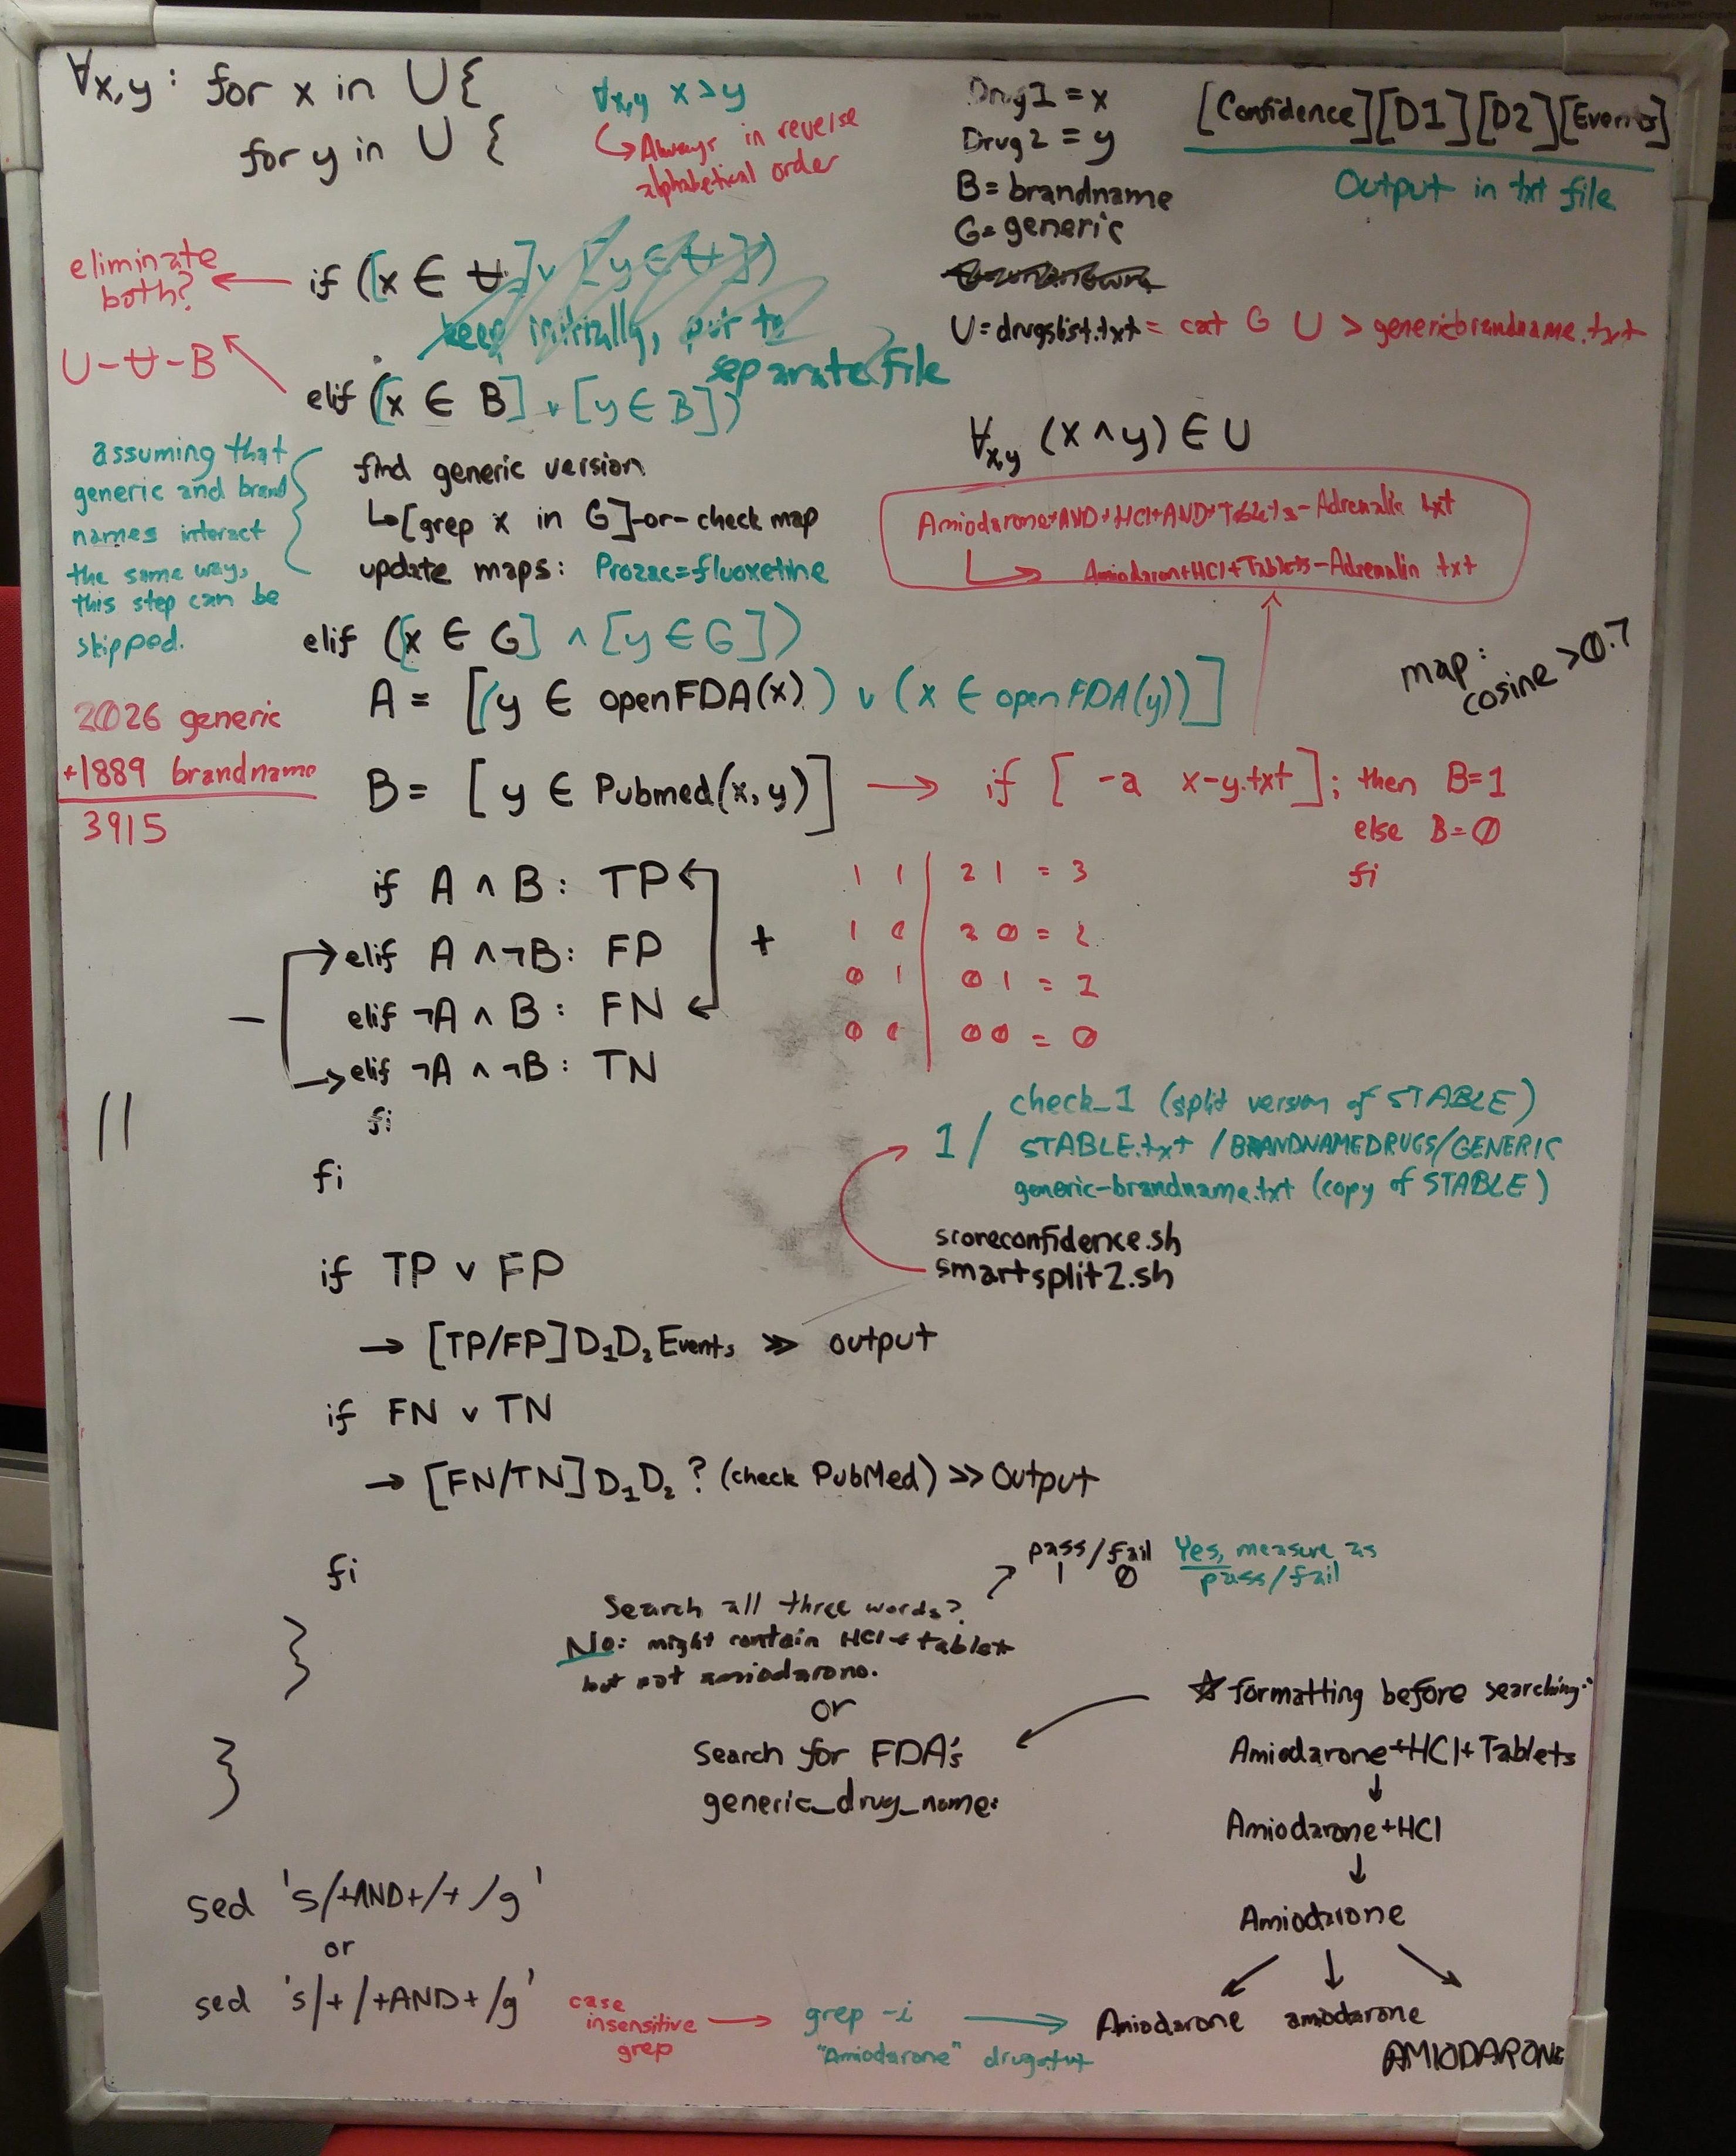 ∀x,y: for x in U{
for y in U {
∀x,y x>y
↳Always in reverse
alphabetical order
Drug1 = x
Drug2 = y
B= brandname
G= generic
U= drugslist.txt = cat G U > genericbrandname.txt
[Confidence][D1][D2][Events]
Output in txt file
eliminate
both?
U-Ʉ-B
if ([x ∈ Ʉ] ∨ [y ∈ Ʉ])
keep initially, put to
separate file
elif ([x ∈ B] ∨ [y ∈ B])
assuming that
generic and brand
names interact
the same way,
this step can be
skipped.
find generic version
↳[grep x in G]-or-check map
update maps: Prozac=fluoxetine
∀x,y (x ∧ y) ∈ U
Amiodarone+AND+HCl+AND+Tablets-Adrenalin.txt
Amiodaron+HCl+Tablets-Adrenalin.txt
map:
cosine >0.7
elif ([x ∈ G] ∧ [y ∈ G])
A = [(y ∈ openFDA(x)) ∨ (x ∈ openFDA(y))]
2026 generic
+1889 brandname
3915
B= [y ∈ Pubmed(x,y)] → if [ -a x-y.txt ]; then B=1
else B=0
fi
if A ∧ B: TP
elif A ∧ ¬B: FP
elif ¬A ∧ B: FN
elif ¬A ∧ ¬B: TN
fi
+
-
1 1 | 2 1 = 3
1 0 | 2 0 = 2
0 1 | 0 1 = 1
0 0 | 0 0 = 0
fi
check_1 (split version of STABLE)
1/ STABLE.txt /BRANDNAMEDRUGS/GENERIC
generic-brandname.txt (copy of STABLE)
scoreconfidence.sh
smartsplit2.sh
if TP ∨ FP
→ [TP/FP]D₁D₂Events >> output
if FN ∨ TN
→ [FN/TN]D₁D₂? (check PubMed) >> Output
fi
}
}
pass/fail
1 0
Yes, measure as
pass/fail
Search all three words?
No: might contain HCl + tablet
but not amiodarone.
or
Search for FDA's
generic_drug_name:
☆formatting before searching:
Amiodarone+HCl+Tablets
↓
Amiodarone+HCl
↓
Amiodarone
sed 's/+AND+/+/g'
or
sed 's/+/+AND+/g'
case
insensitive
grep
→ grep -i
"Amiodarone"
→ Amiodarone amiodarone
AMIODARONE